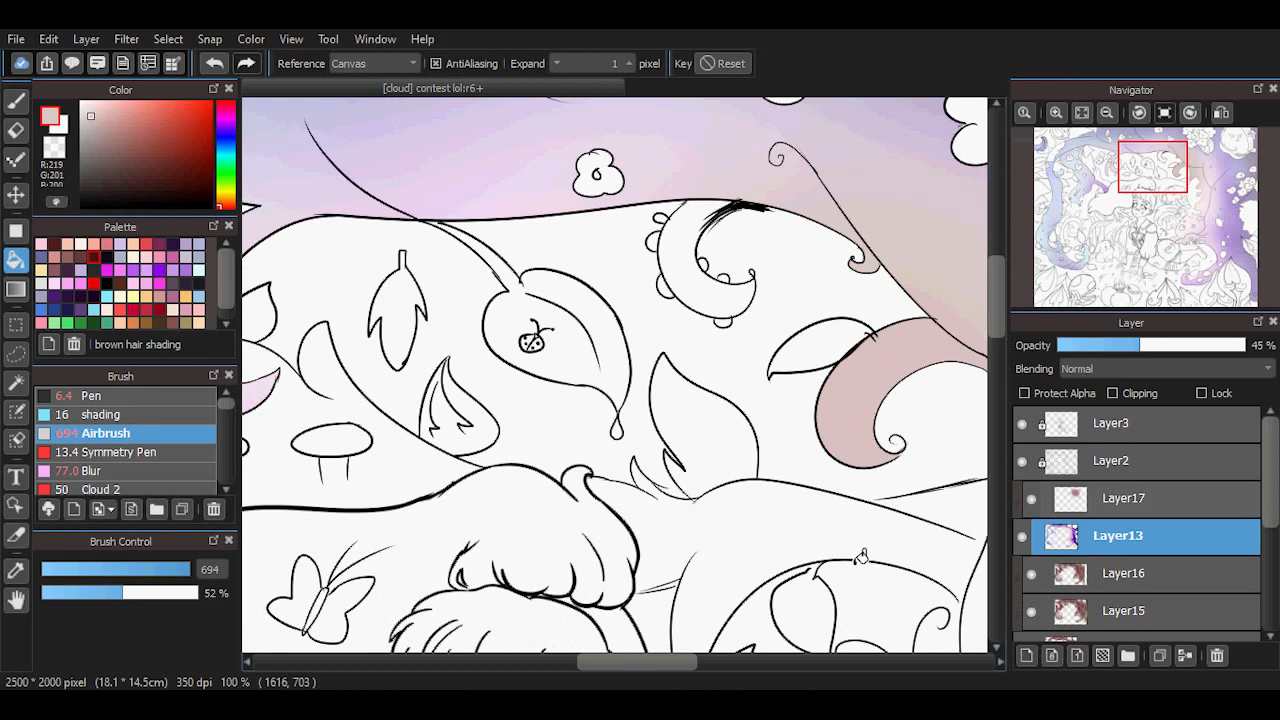 File Edit Layer Filter Select Snap Color View Tool Window Help
Reference Canvas AntiAliasing Expand 1 pixel Key Reset
Color
[cloud] contest lol:r6+
Navigator
R:219
G:201
B:200
Palette
brown hair shading
Brush
6.4 Pen
16 shading
694 Airbrush
13.4 Symmetry Pen
77.0 Blur
50 Cloud 2
Brush Control
694
52 %
Layer
Opacity 45 %
Blending Normal
Protect Alpha Clipping Lock
Layer3
Layer2
Layer17
Layer13
Layer16
Layer15
2500 * 2000 pixel (18.1 * 14.5cm) 350 dpi 100 % ( 1616, 703 )